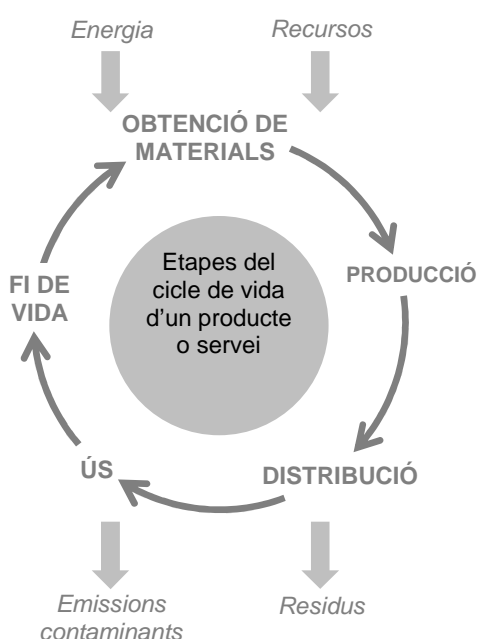 Energia
Recursos
OBTENCIÓ DE
MATERIALS
Etapes del
cicle de vida
d'un producte
o servei
PRODUCCIÓ
FI DE
VIDA
ÚS
DISTRIBUCIÓ
Emissions
contaminants
Residus